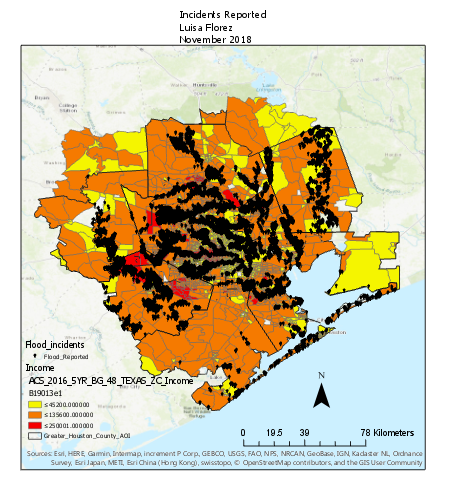 Incidents Reported
Luisa Florez
November 2018
Huntsville
College
Station
Flood_incidents
Flood_Reported
Income
ACS_2016_5YR_BG_48_TEXAS_ZC_Income
B19013e1
≤45200.000000
≤135600.000000
≤250001.000000
Greater_Houston_County_AOI
N
0 19.5 39 78 Kilometers
Sources: Esri, HERE, Garmin, Intermap, increment P Corp., GEBCO, USGS, FAO, NPS, NRCAN, GeoBase, IGN, Kadaster NL, Ordnance
Survey, Esri Japan, METI, Esri China (Hong Kong), swisstopo, © OpenStreetMap contributors, and the GIS User Community